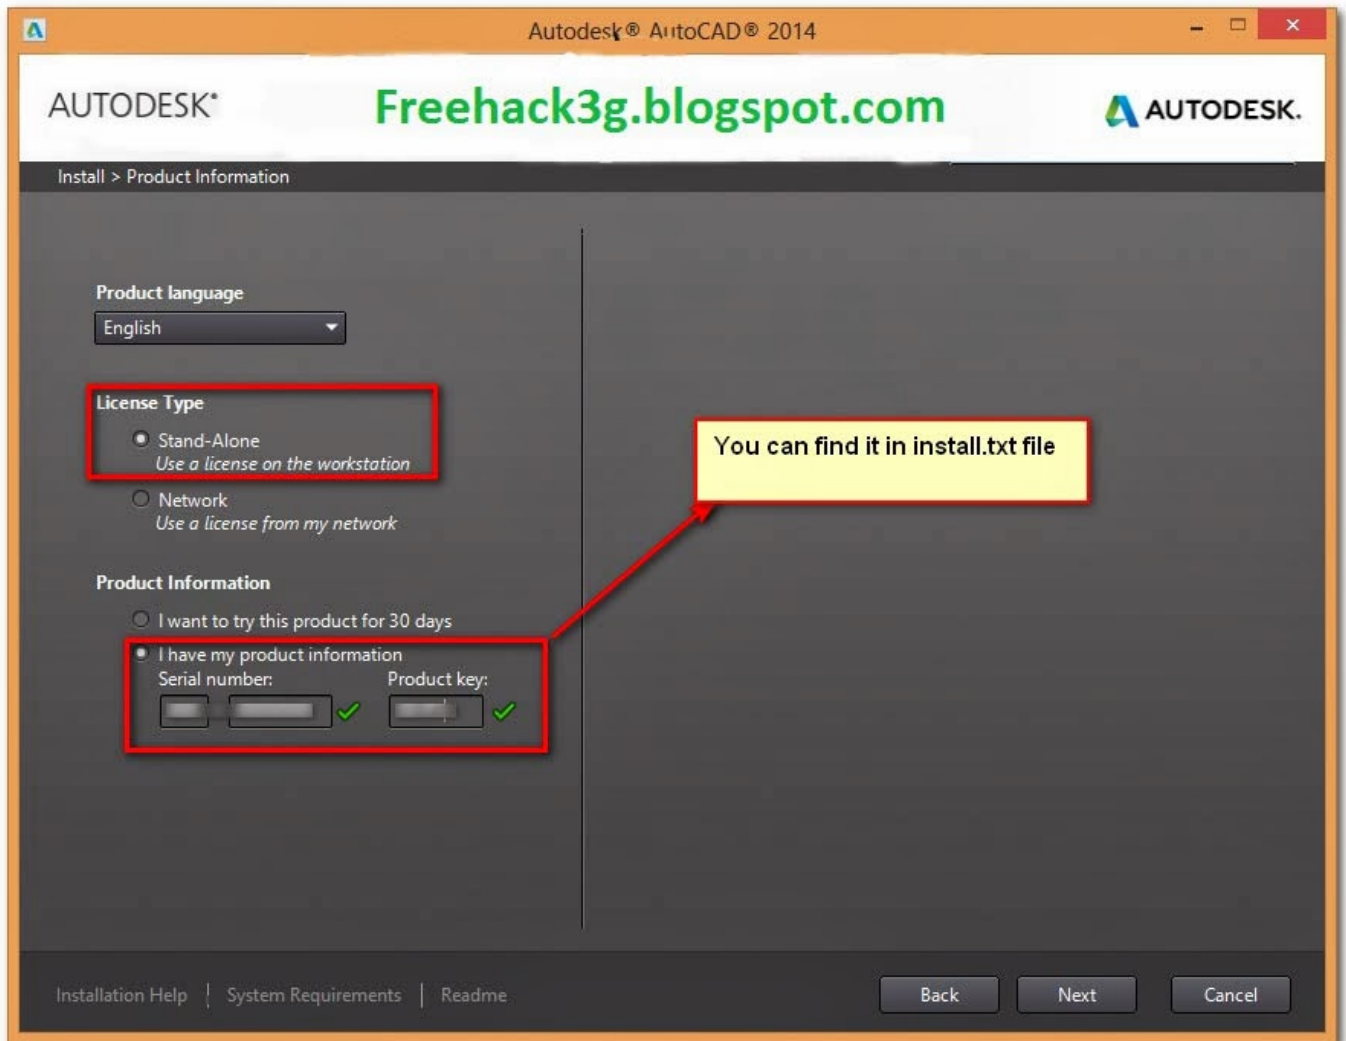 Autodesk® AutoCAD® 2014
AUTODESK®
Freehack3g.blogspot.com
AUTODESK.
Install > Product Information
Product language
English
License Type
Stand-Alone
Use a license on the workstation
Network
Use a license from my network
You can find it in install.txt file
Product Information
I want to try this product for 30 days
I have my product information
Serial number:
Product key:
Installation Help | System Requirements | Readme
Back
Next
Cancel